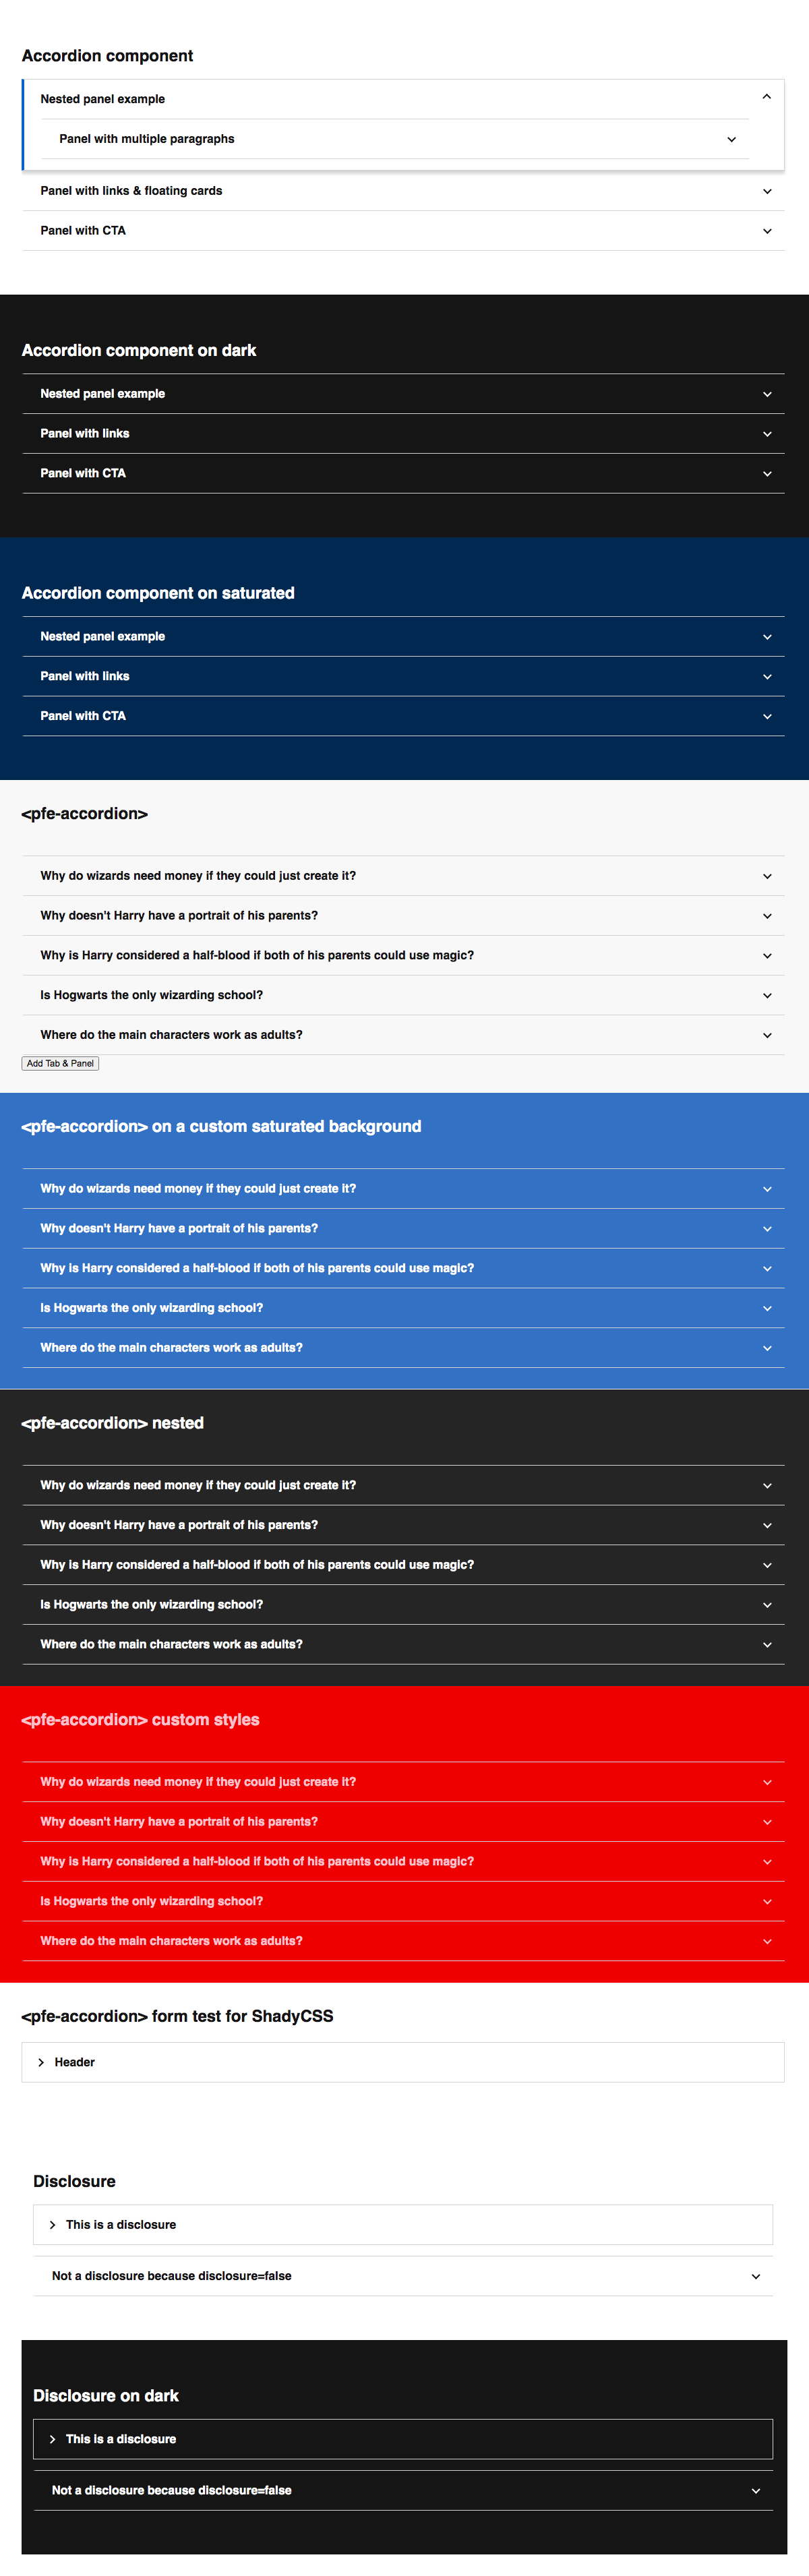 Accordion component
Nested panel example
Panel with multiple paragraphs
Panel with links & floating cards
Panel with CTA
Accordion component on dark
Nested panel example
Panel with links
Panel with CTA
Accordion component on saturated
Nested panel example
Panel with links
Panel with CTA
<pfe-accordion>
Why do wizards need money if they could just create it?
Why doesn't Harry have a portrait of his parents?
Why is Harry considered a half-blood if both of his parents could use magic?
Is Hogwarts the only wizarding school?
Where do the main characters work as adults?
Add Tab & Panel
<pfe-accordion> on a custom saturated background
Why do wizards need money if they could just create it?
Why doesn't Harry have a portrait of his parents?
Why is Harry considered a half-blood if both of his parents could use magic?
Is Hogwarts the only wizarding school?
Where do the main characters work as adults?
<pfe-accordion> nested
Why do wizards need money if they could just create it?
Why doesn't Harry have a portrait of his parents?
Why is Harry considered a half-blood if both of his parents could use magic?
Is Hogwarts the only wizarding school?
Where do the main characters work as adults?
<pfe-accordion> custom styles
Why do wizards need money if they could just create it?
Why doesn't Harry have a portrait of his parents?
Why is Harry considered a half-blood if both of his parents could use magic?
Is Hogwarts the only wizarding school?
Where do the main characters work as adults?
<pfe-accordion> form test for ShadyCSS
Header
Disclosure
This is a disclosure
Not a disclosure because disclosure=false
Disclosure on dark
This is a disclosure
Not a disclosure because disclosure=false